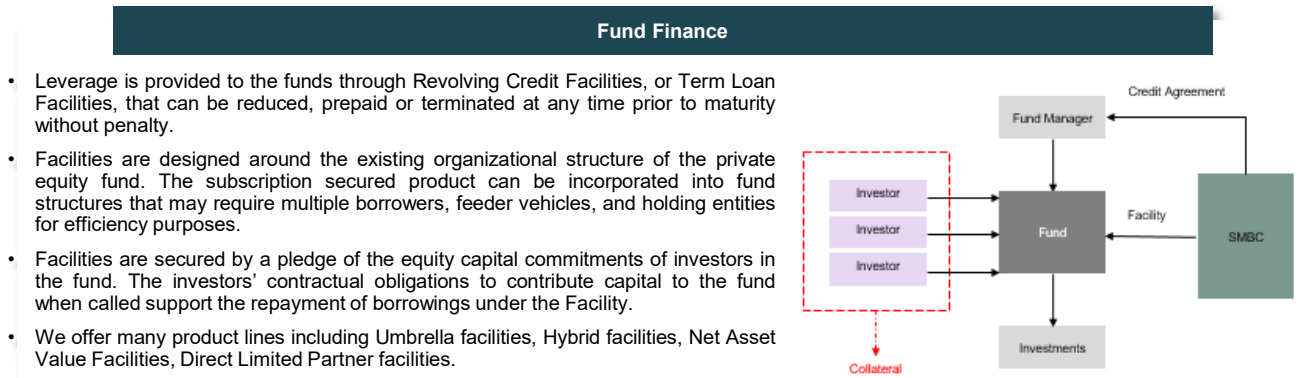 Fund Finance
• Leverage is provided to the funds through Revolving Credit Facilities, or Term Loan
Facilities, that can be reduced, prepaid or terminated at any time prior to maturity
without penalty.
• Facilities are designed around the existing organizational structure of the private
equity fund. The subscription secured product can be incorporated into fund
structures that may require multiple borrowers, feeder vehicles, and holding entities
for efficiency purposes.
• Facilities are secured by a pledge of the equity capital commitments of investors in
the fund. The investors’ contractual obligations to contribute capital to the fund
when called support the repayment of borrowings under the Facility.
• We offer many product lines including Umbrella facilities, Hybrid facilities, Net Asset
Value Facilities, Direct Limited Partner facilities.
Credit Agreement
Fund Manager
Investor
Investor
Investor
Fund
Facility
SMBC
Investments
Collateral